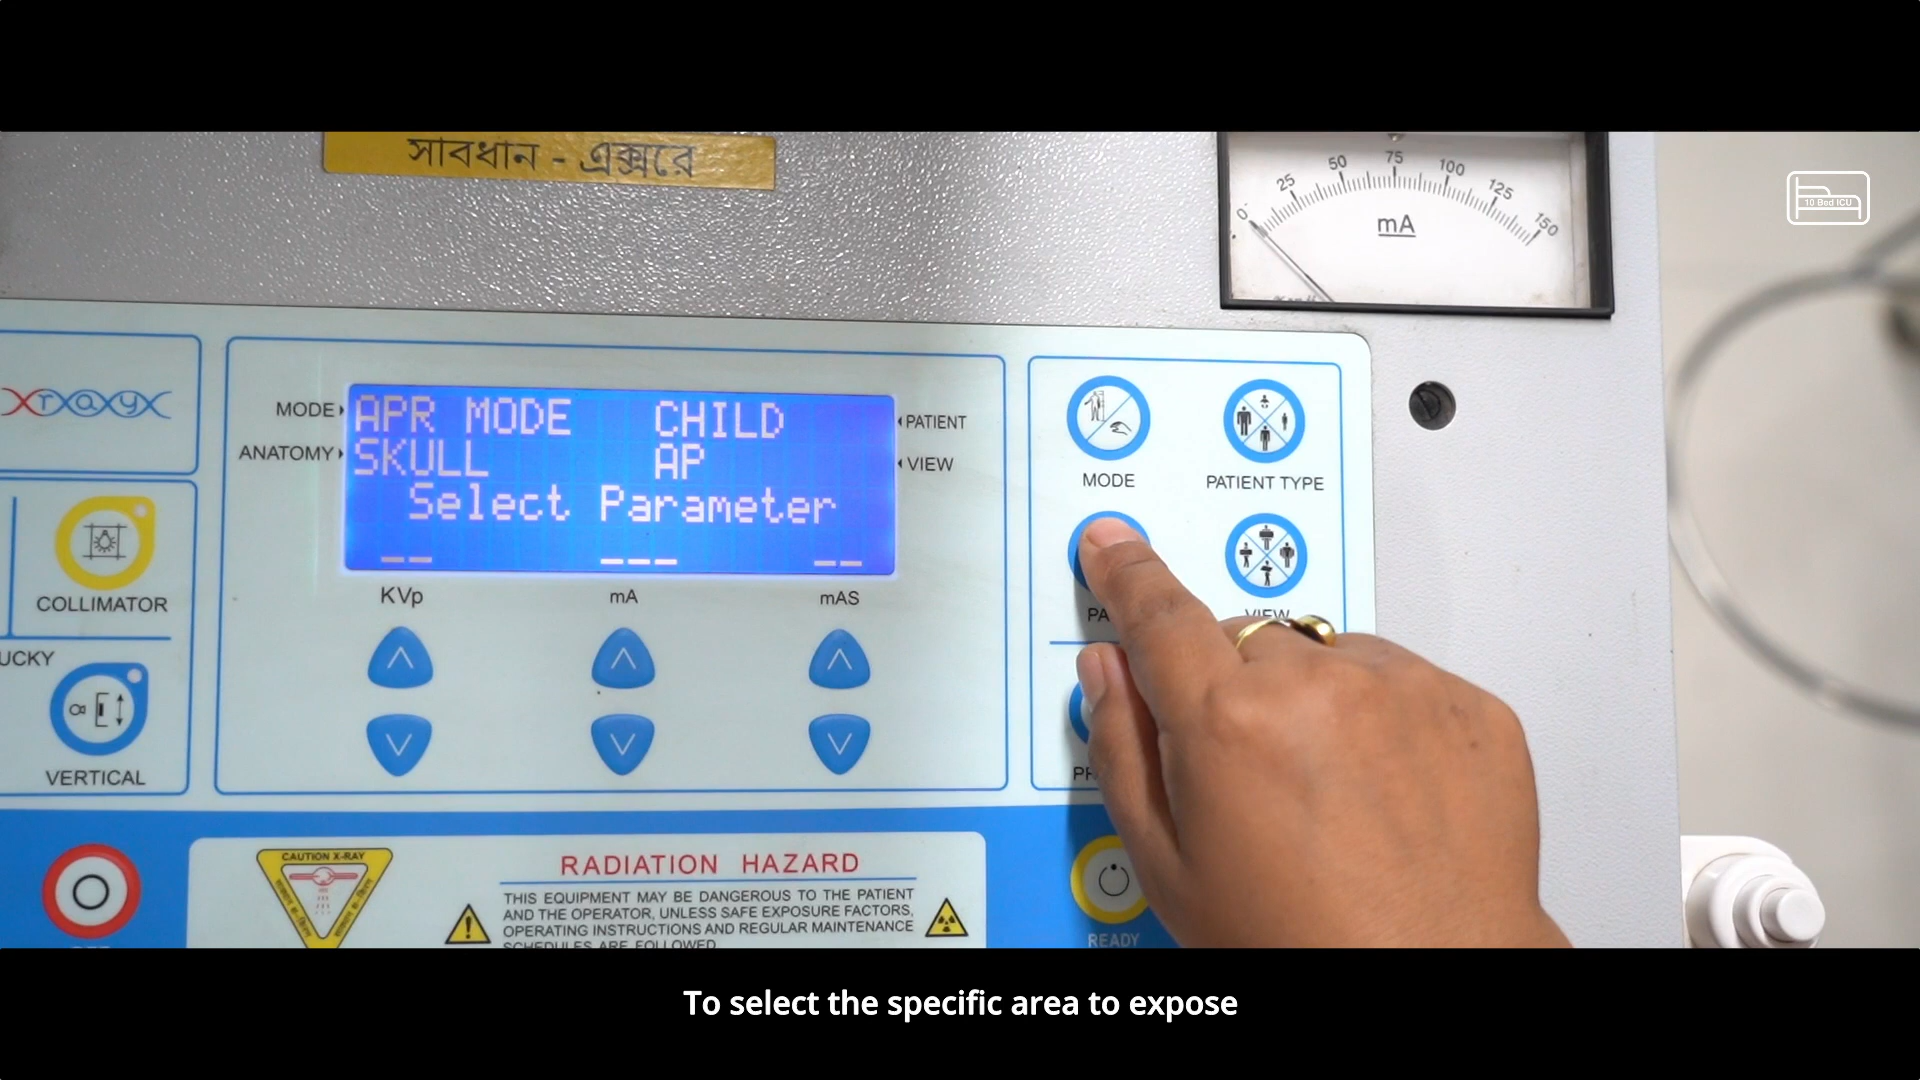 সাবধান - এক্সরে
0 25 50 75 100 125 150
mA
10 Bed ICU
xray
MODE
ANATOMY
APR MODE CHILD
SKULL AP
Select Parameter
-- --- --
PATIENT
VIEW
KVp mA mAS
MODE
PATIENT TYPE
PA
VIEW
PR
COLLIMATOR
UCKY
VERTICAL
CAUTION X-RAY
RADIATION HAZARD
THIS EQUIPMENT MAY BE DANGEROUS TO THE PATIENT
AND THE OPERATOR, UNLESS SAFE EXPOSURE FACTORS,
OPERATING INSTRUCTIONS AND REGULAR MAINTENANCE
SCHEDULES ARE FOLLOWED
READY
To select the specific area to expose